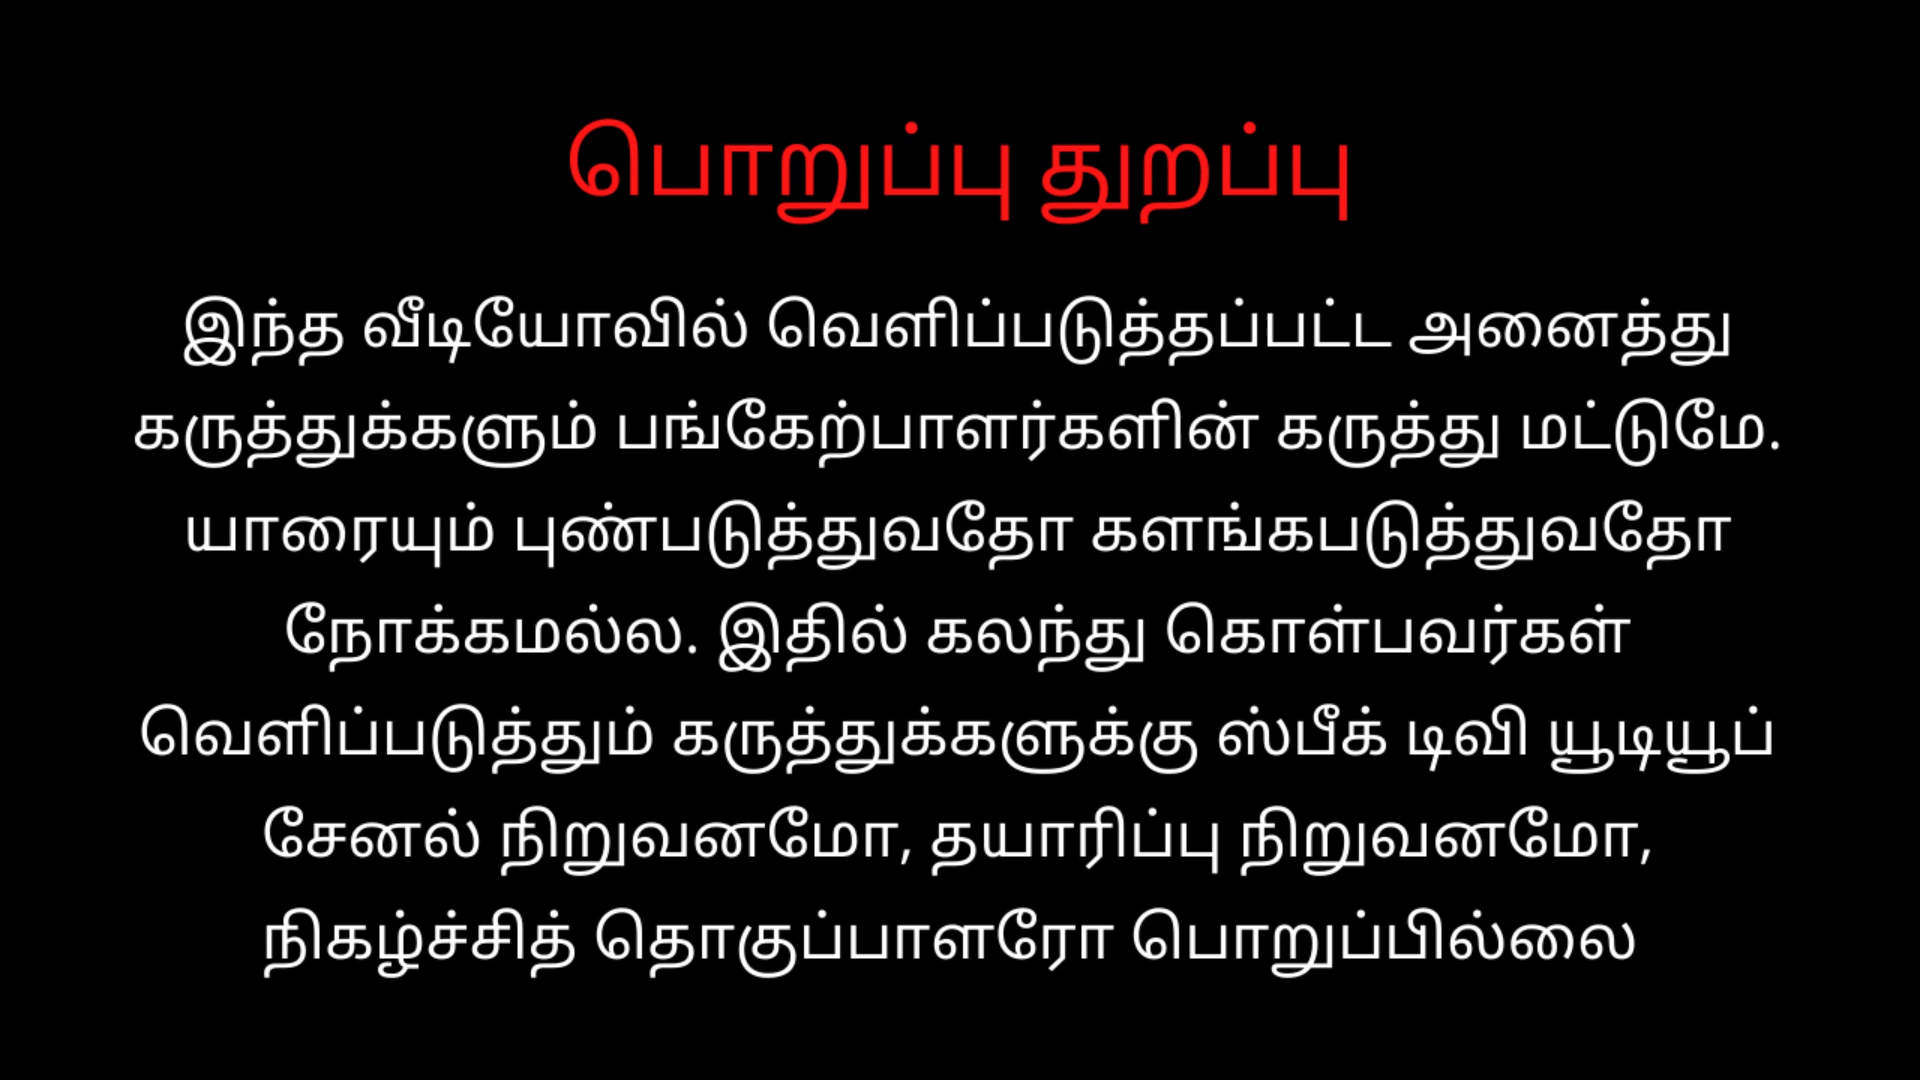 பொறுப்பு துறப்பு
இந்த வீடியோவில் வெளிப்படுத்தப்பட்ட அனைத்து
கருத்துக்களும் பங்கேற்பாளர்களின் கருத்து மட்டுமே.
யாரையும் புண்படுத்துவதோ களங்கபடுத்துவதோ
நோக்கமல்ல. இதில் கலந்து கொள்பவர்கள்
வெளிப்படுத்தும் கருத்துக்களுக்கு ஸ்பீக் டிவி யூடியூப்
சேனல் நிறுவனமோ, தயாரிப்பு நிறுவனமோ,
நிகழ்ச்சித் தொகுப்பாளரோ பொறுப்பில்லை